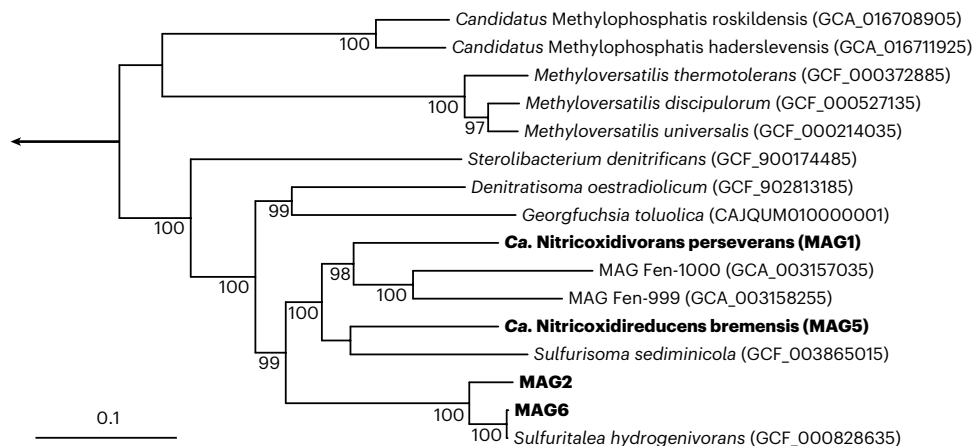 Candidatus Methylophosphatis roskildensis (GCA_016708905)
100
Candidatus Methylophosphatis haderslevensis (GCA_016711925)
Methyloversatilis thermotolerans (GCF_000372885)
100
Methyloversatilis discipulorum (GCF_000527135)
97
Methyloversatilis universalis (GCF_000214035)
Sterolibacterium denitrificans (GCF_900174485)
Denitratisoma oestradiolicum (GCF_902813185)
99
Georgfuchsia toluolica (CAJQUM010000001)
100
Ca. Nitricoxidivorans perseverans (MAG1)
98
MAG Fen-1000 (GCA_003157035)
100
100
MAG Fen-999 (GCA_003158255)
100
Ca. Nitricoxidireducens bremensis (MAG5)
Sulfurisoma sediminicola (GCF_003865015)
99
MAG2
0.1
100
MAG6
100
Sulfuritalea hydrogenivorans (GCF_000828635)